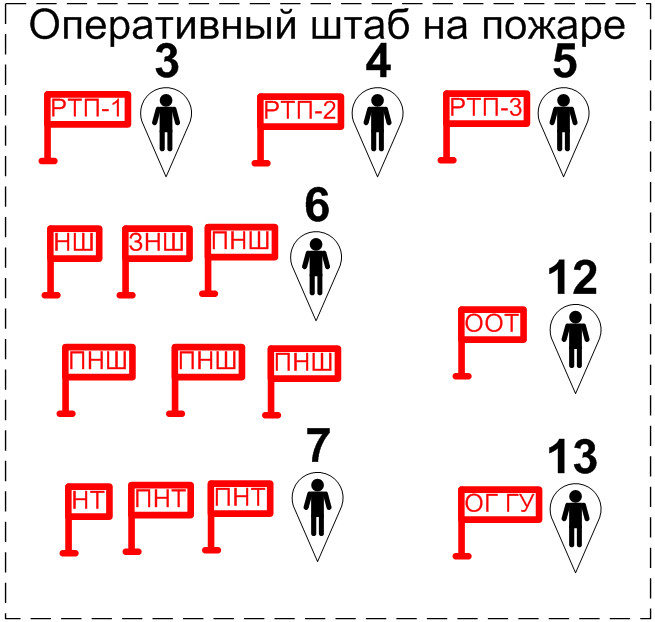 Оперативный штаб на пожаре
3 4 5
РТП-1 РТП-2 РТП-3
6
НШ ЗНШ ПНШ
12
ООТ
ПНШ ПНШ ПНШ
7 13
НТ ПНТ ПНТ ОГ ГУ